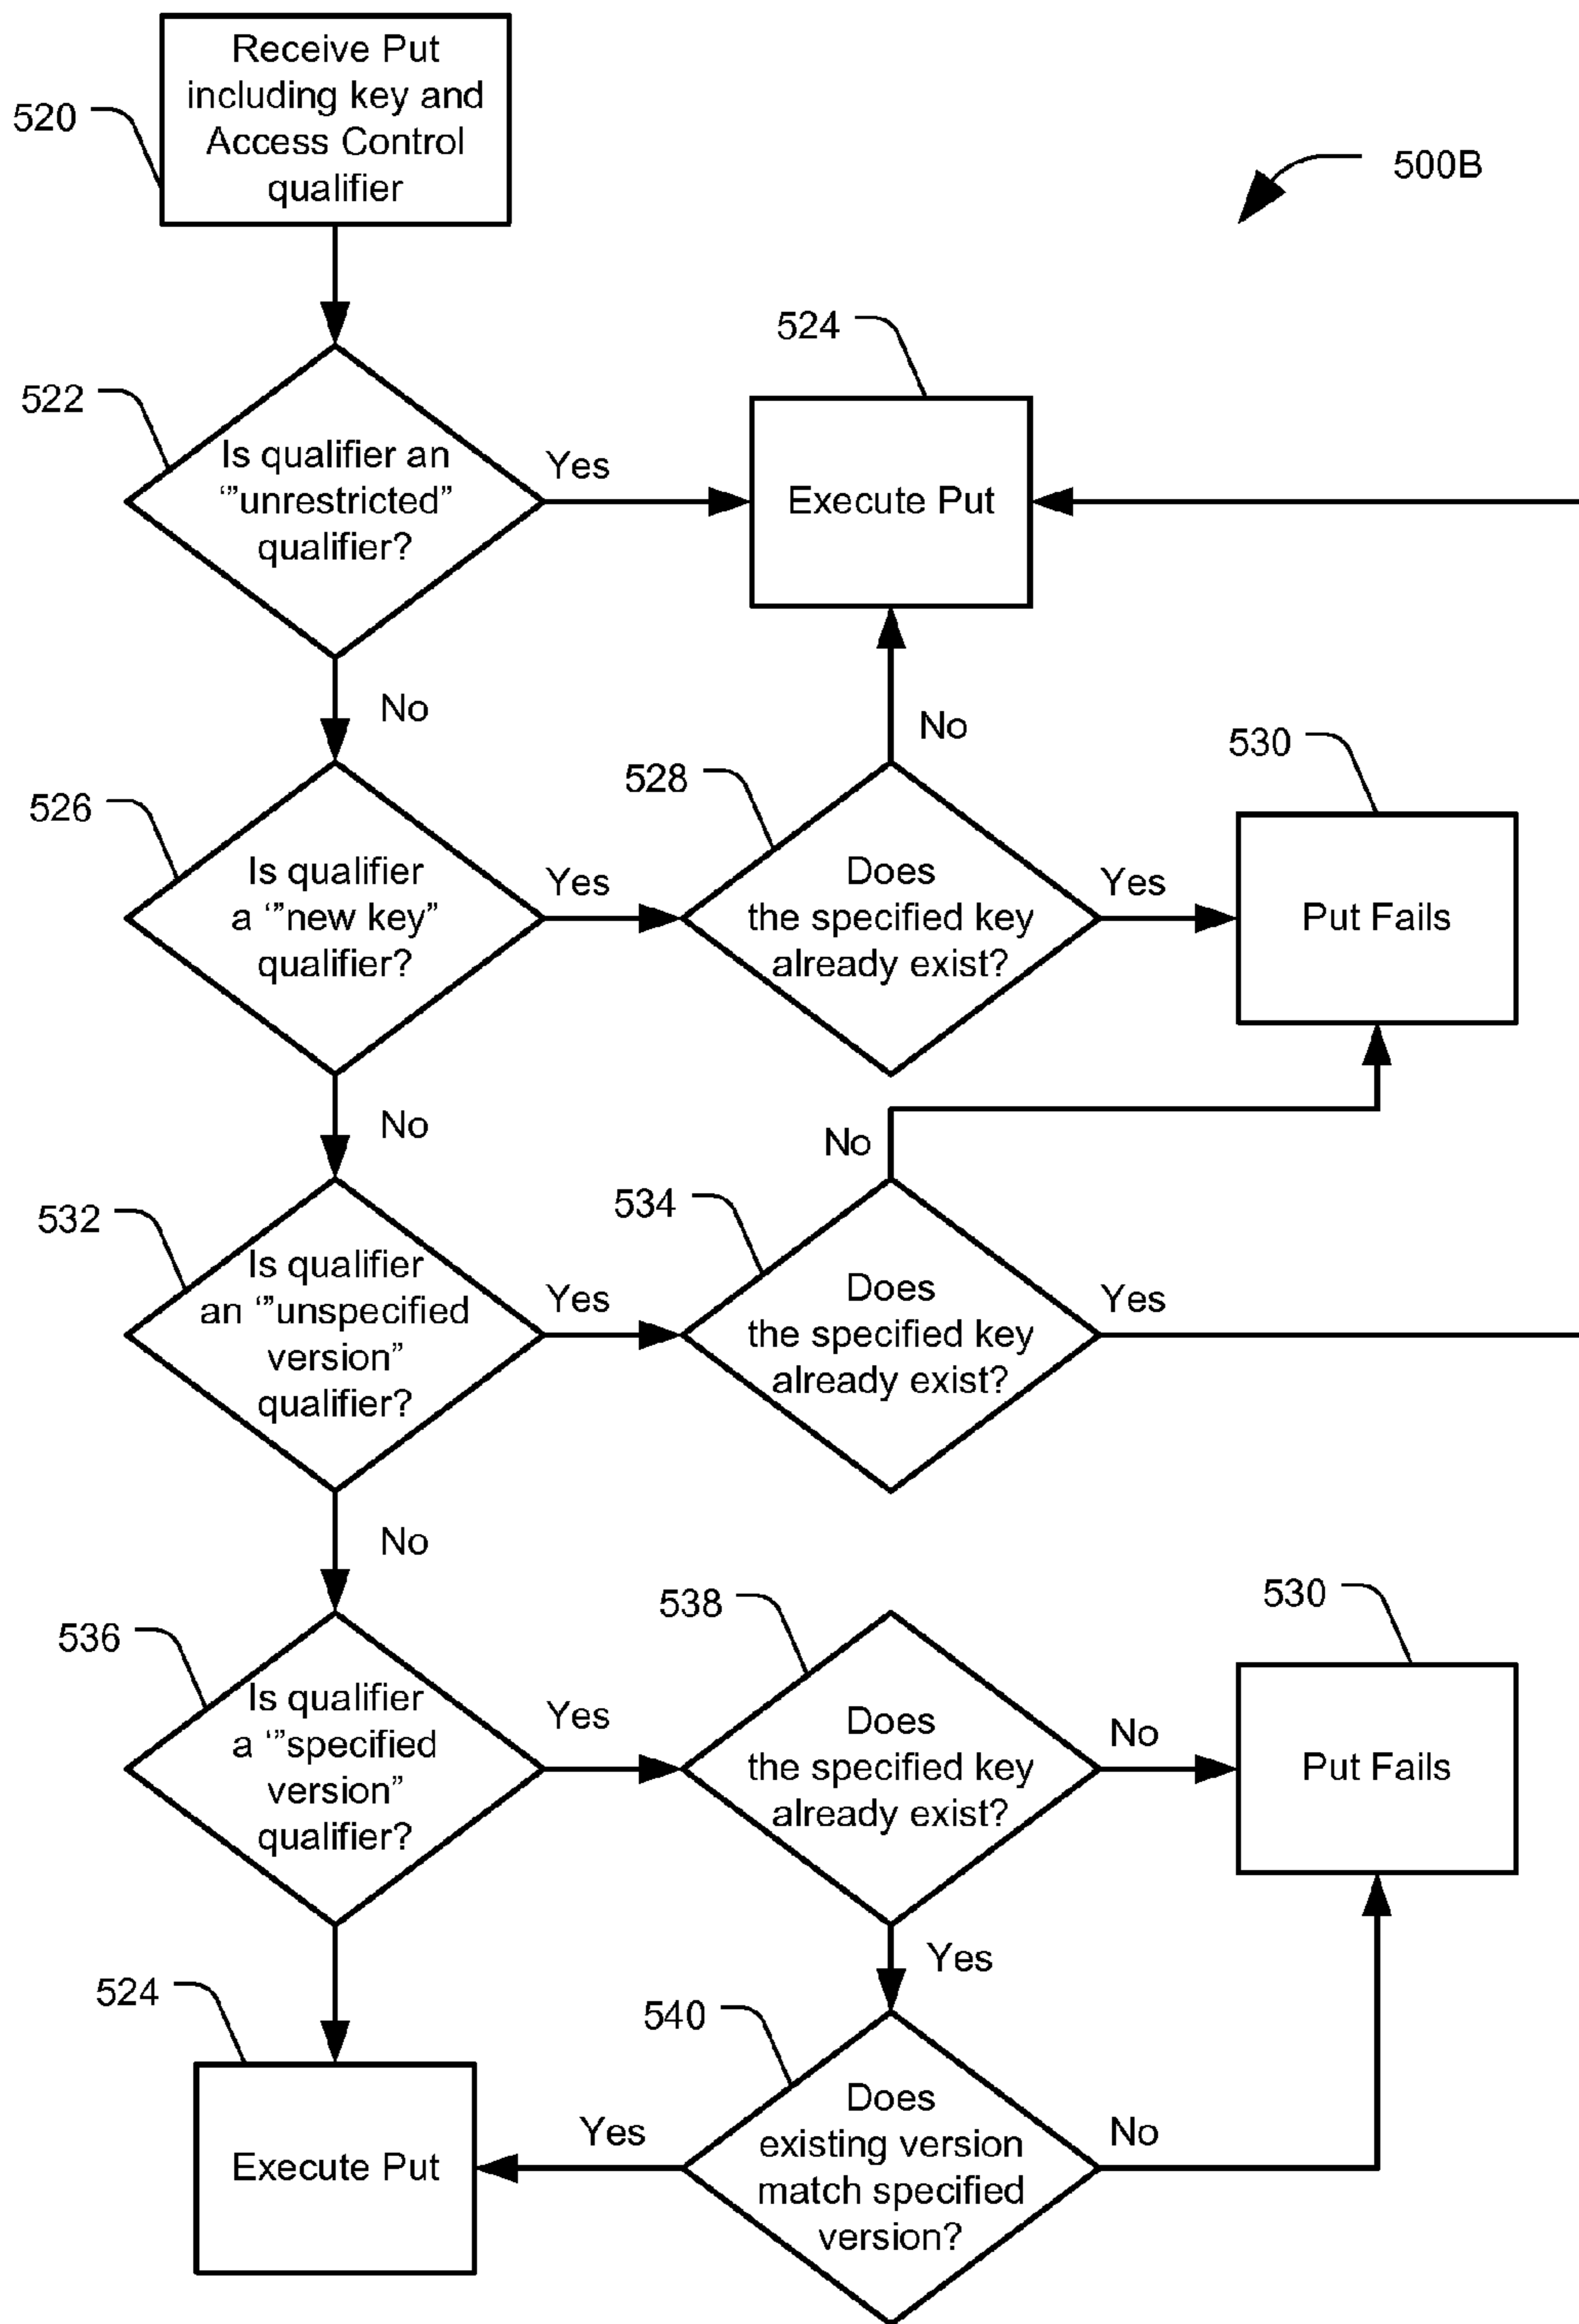 Receive Put
including key and
Access Control
qualifier
520
500B
524
522
Is qualifier an
‘”unrestricted”
qualifier?
Yes
Execute Put
No
No
530
528
526
Is qualifier
a ‘”new key”
qualifier?
Yes
Does
the specified key
already exist?
Yes
Put Fails
No
No
534
532
Is qualifier
an ‘”unspecified
version”
qualifier?
Yes
Does
the specified key
already exist?
Yes
No
538
530
536
Is qualifier
a ‘”specified
version”
qualifier?
Yes
Does
the specified key
already exist?
No
Put Fails
Yes
524
540
Execute Put
Yes
Does
existing version
match specified
version?
No